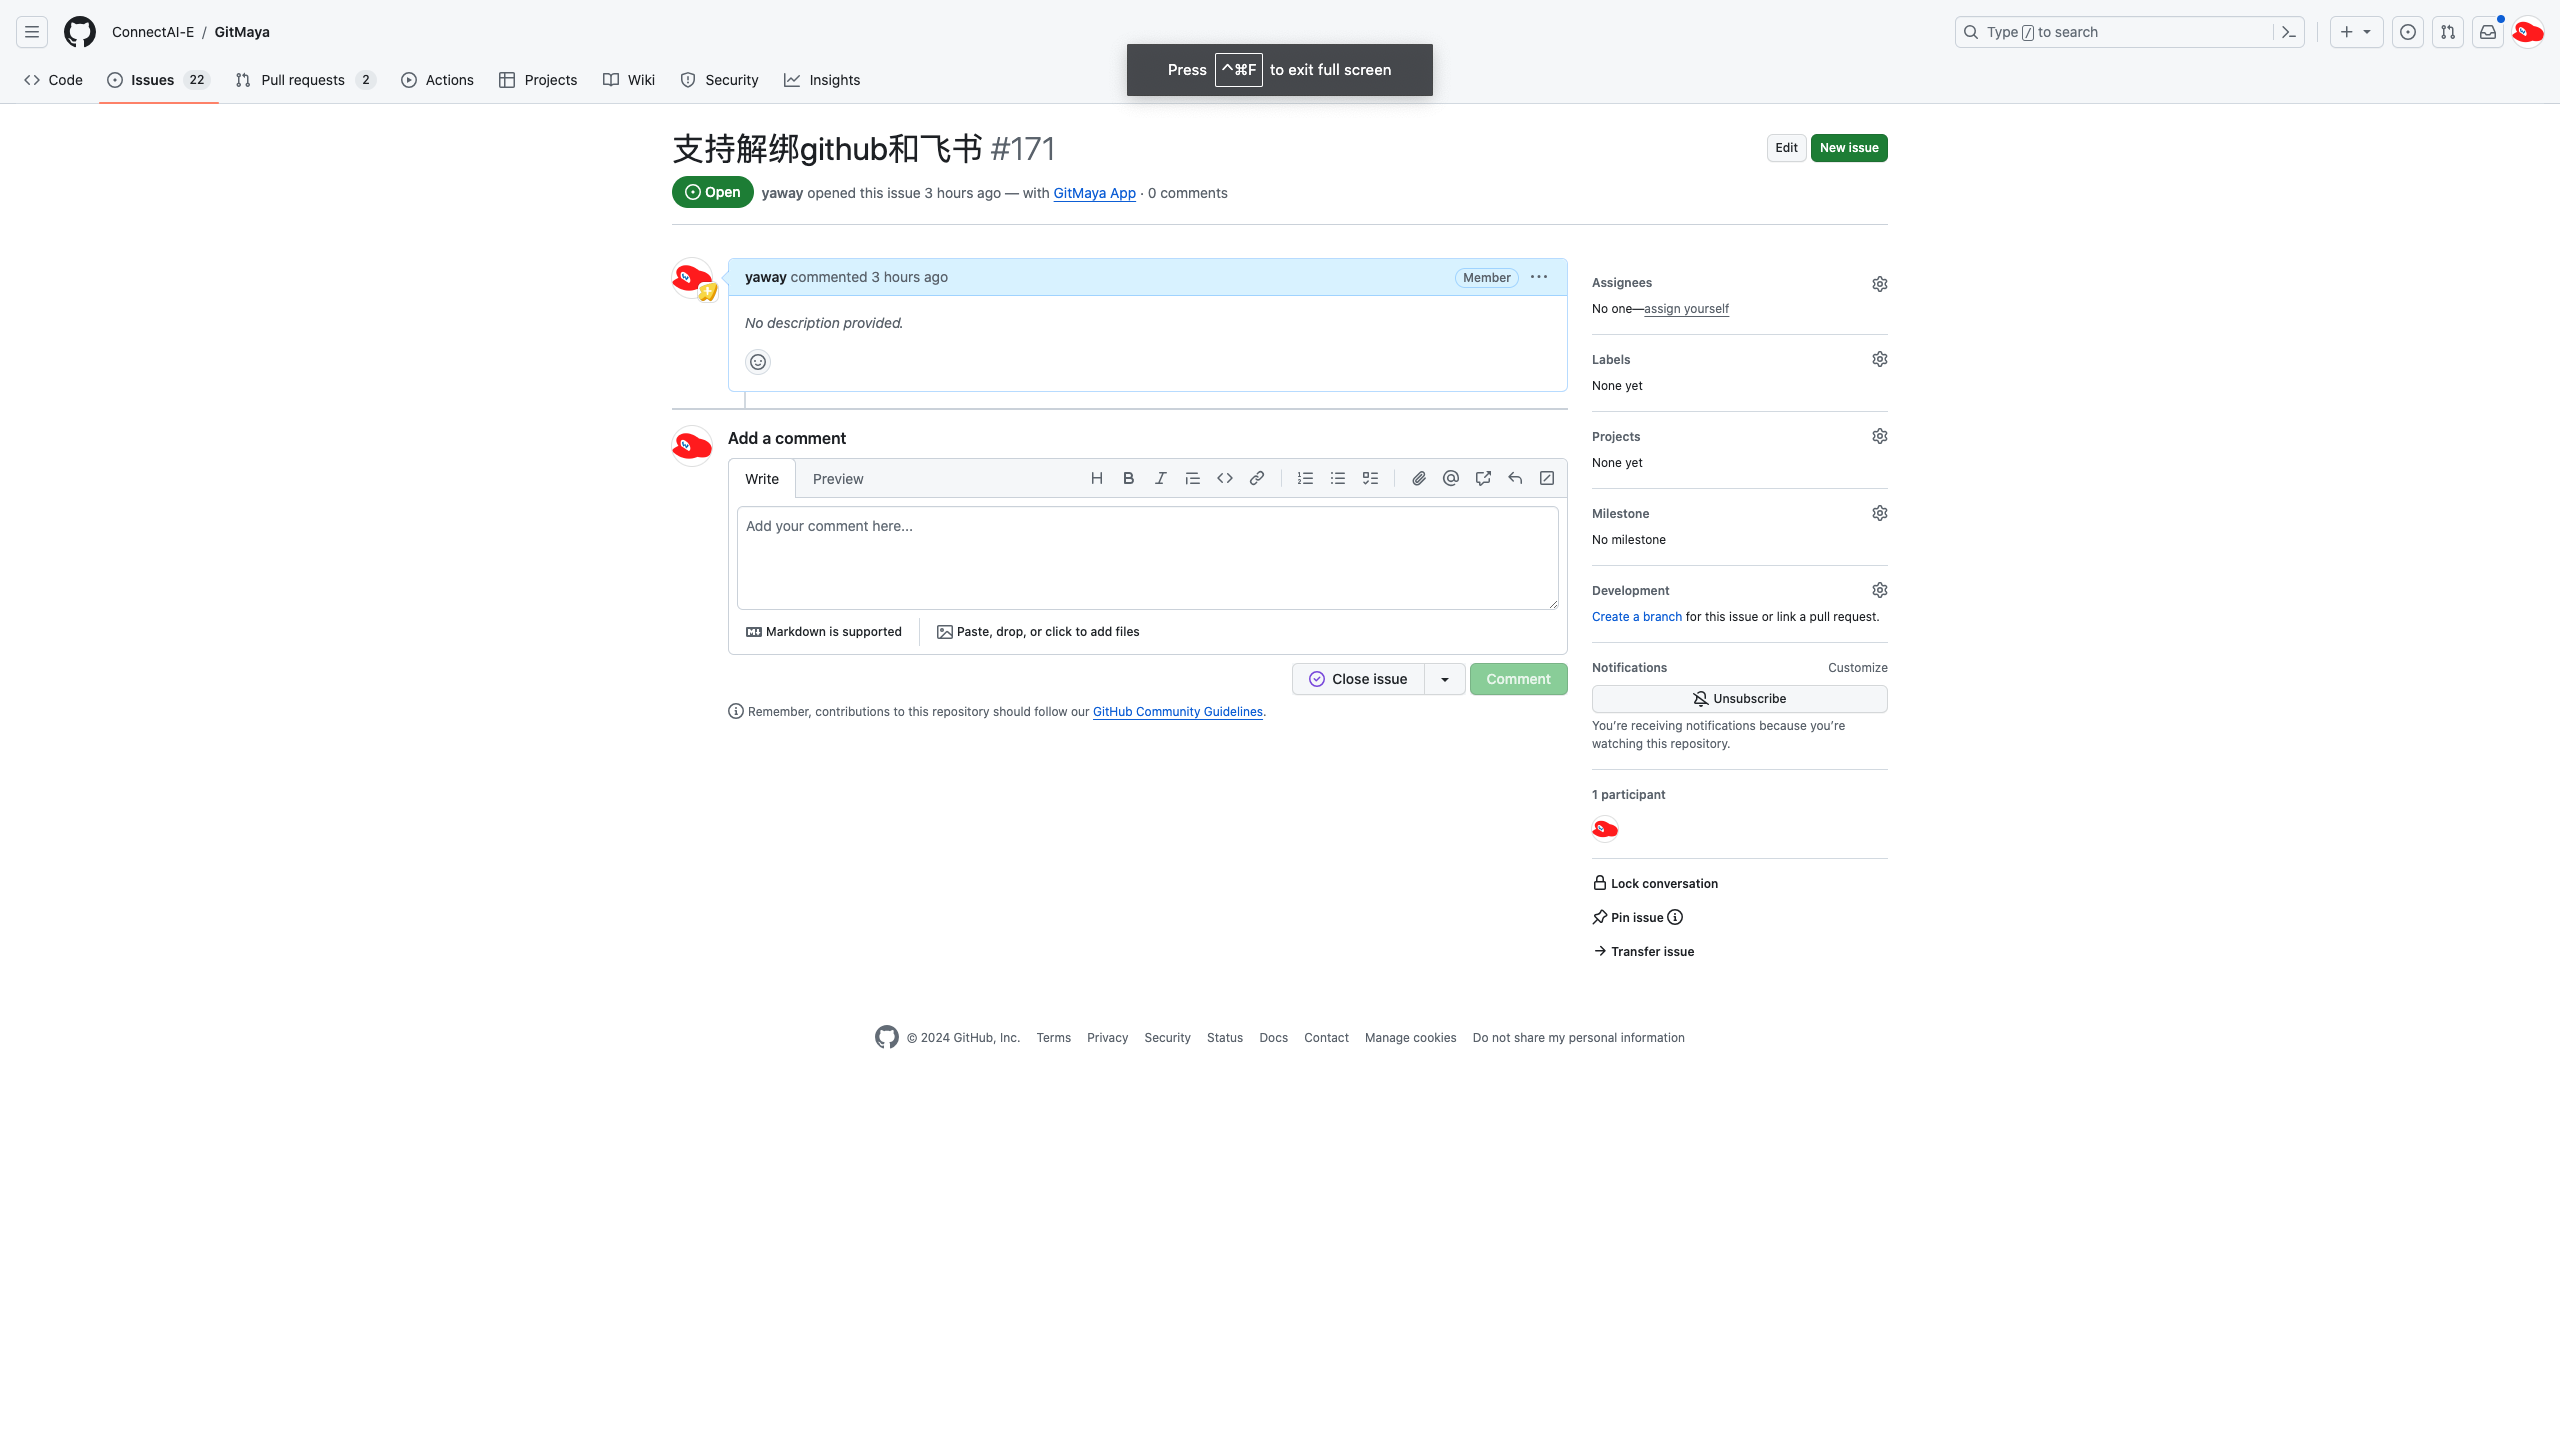 ConnectAI-E / GitMaya
Type / to search
Press ^⌘F to exit full screen
Code
Issues 22
Pull requests 2
Actions
Projects
Wiki
Security
Insights
支持解绑github和飞书 #171
Edit
New issue
Open
yaway opened this issue 3 hours ago — with GitMaya App · 0 comments
yaway commented 3 hours ago
Member
No description provided.
Add a comment
Write
Preview
Add your comment here...
Markdown is supported
Paste, drop, or click to add files
Close issue
Comment
Remember, contributions to this repository should follow our GitHub Community Guidelines.
Assignees
No one—assign yourself
Labels
None yet
Projects
None yet
Milestone
No milestone
Development
Create a branch for this issue or link a pull request.
Notifications
Customize
Unsubscribe
You’re receiving notifications because you’re
watching this repository.
1 participant
Lock conversation
Pin issue
Transfer issue
© 2024 GitHub, Inc.
Terms
Privacy
Security
Status
Docs
Contact
Manage cookies
Do not share my personal information